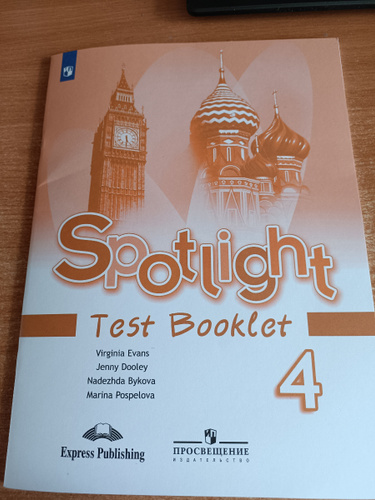 Spotlight
Test Booklet
Virginia Evans
Jenny Dooley
Nadezhda Bykova
Marina Pospelova
4
Express Publishing
ПРОСВЕЩЕНИЕ
ИЗДАТЕЛЬСТВО